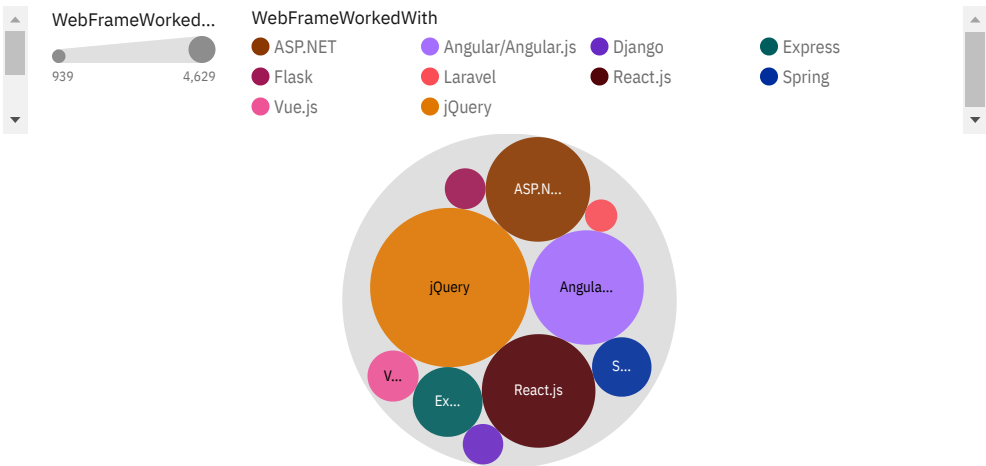 WebFrameWorked...
939 4,629
WebFrameWorkedWith
ASP.NET Angular/Angular.js Django Express
Flask Laravel React.js Spring
Vue.js jQuery
ASP.N...
jQuery
Angula...
S...
V...
React.js
Ex...